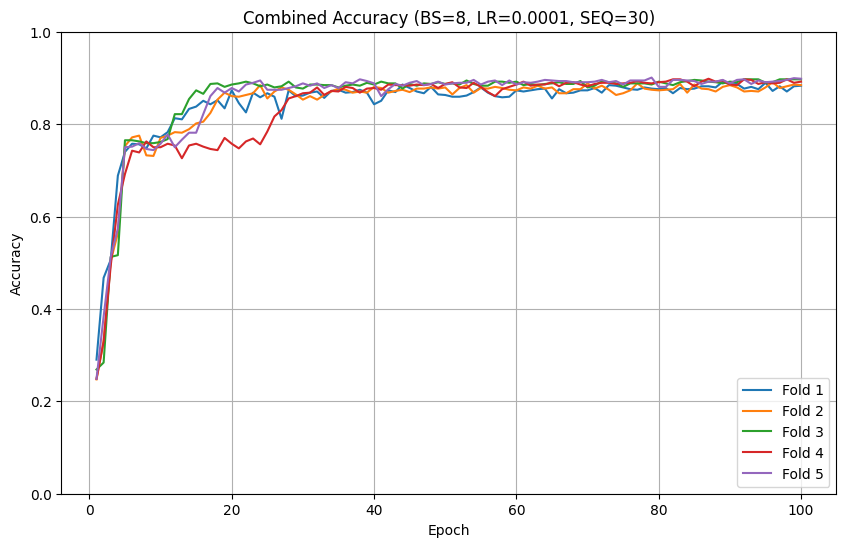 Combined Accuracy (BS=8, LR=0.0001, SEQ=30)
1.0
0.8
0.6
0.4
0.2
0.0
Accuracy
0 20 40 60 80 100
Epoch
Fold 1
Fold 2
Fold 3
Fold 4
Fold 5